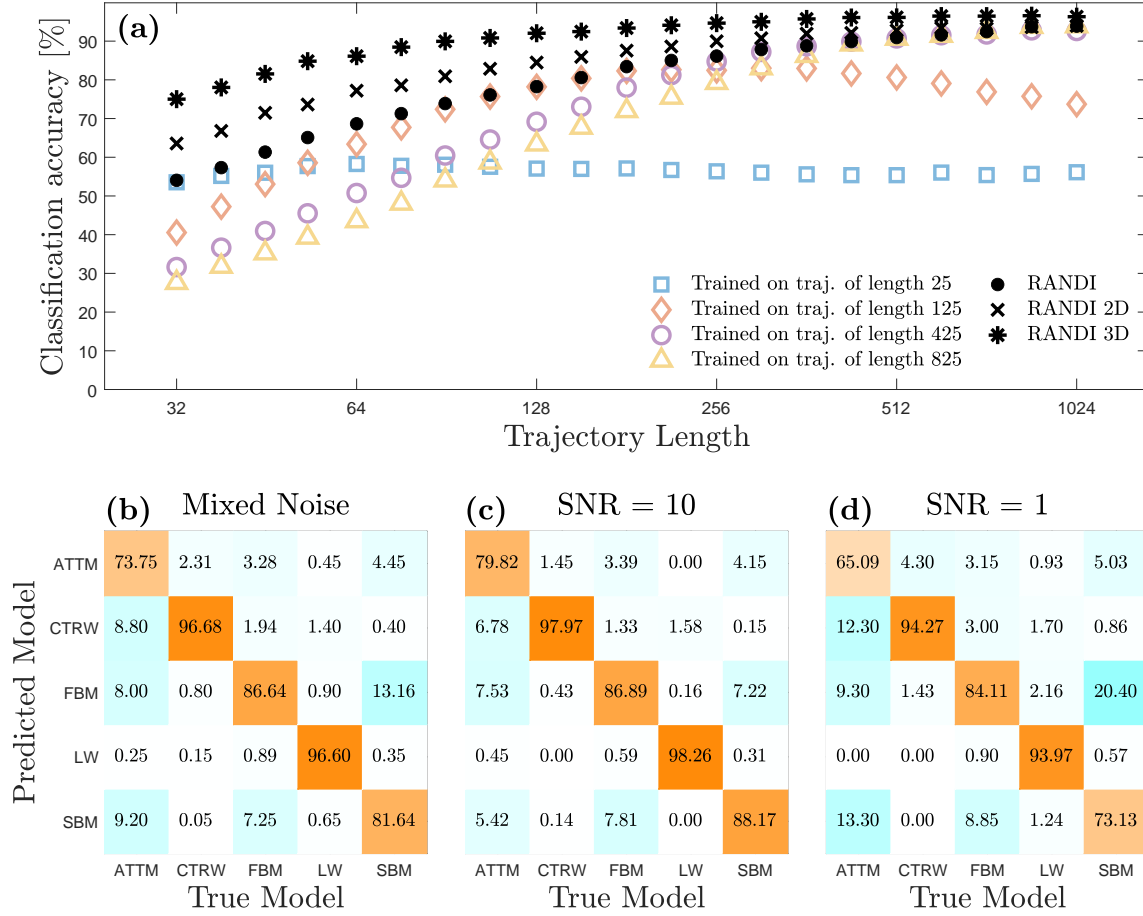 (a)
Classification accuracy [%]
90
80
70
60
50
40
30
20
10
0
32 64 128 256 512 1024
Trajectory Length
Trained on traj. of length 25
Trained on traj. of length 125
Trained on traj. of length 425
Trained on traj. of length 825
RANDI
RANDI 2D
RANDI 3D
(b) Mixed Noise
Predicted Model
ATTM 73.75 2.31 3.28 0.45 4.45
CTRW 8.80 96.68 1.94 1.40 0.40
FBM 8.00 0.80 86.64 0.90 13.16
LW 0.25 0.15 0.89 96.60 0.35
SBM 9.20 0.05 7.25 0.65 81.64
ATTM CTRW FBM LW SBM
True Model
(c) SNR = 10
79.82 1.45 3.39 0.00 4.15
6.78 97.97 1.33 1.58 0.15
7.53 0.43 86.89 0.16 7.22
0.45 0.00 0.59 98.26 0.31
5.42 0.14 7.81 0.00 88.17
ATTM CTRW FBM LW SBM
True Model
(d) SNR = 1
65.09 4.30 3.15 0.93 5.03
12.30 94.27 3.00 1.70 0.86
9.30 1.43 84.11 2.16 20.40
0.00 0.00 0.90 93.97 0.57
13.30 0.00 8.85 1.24 73.13
ATTM CTRW FBM LW SBM
True Model